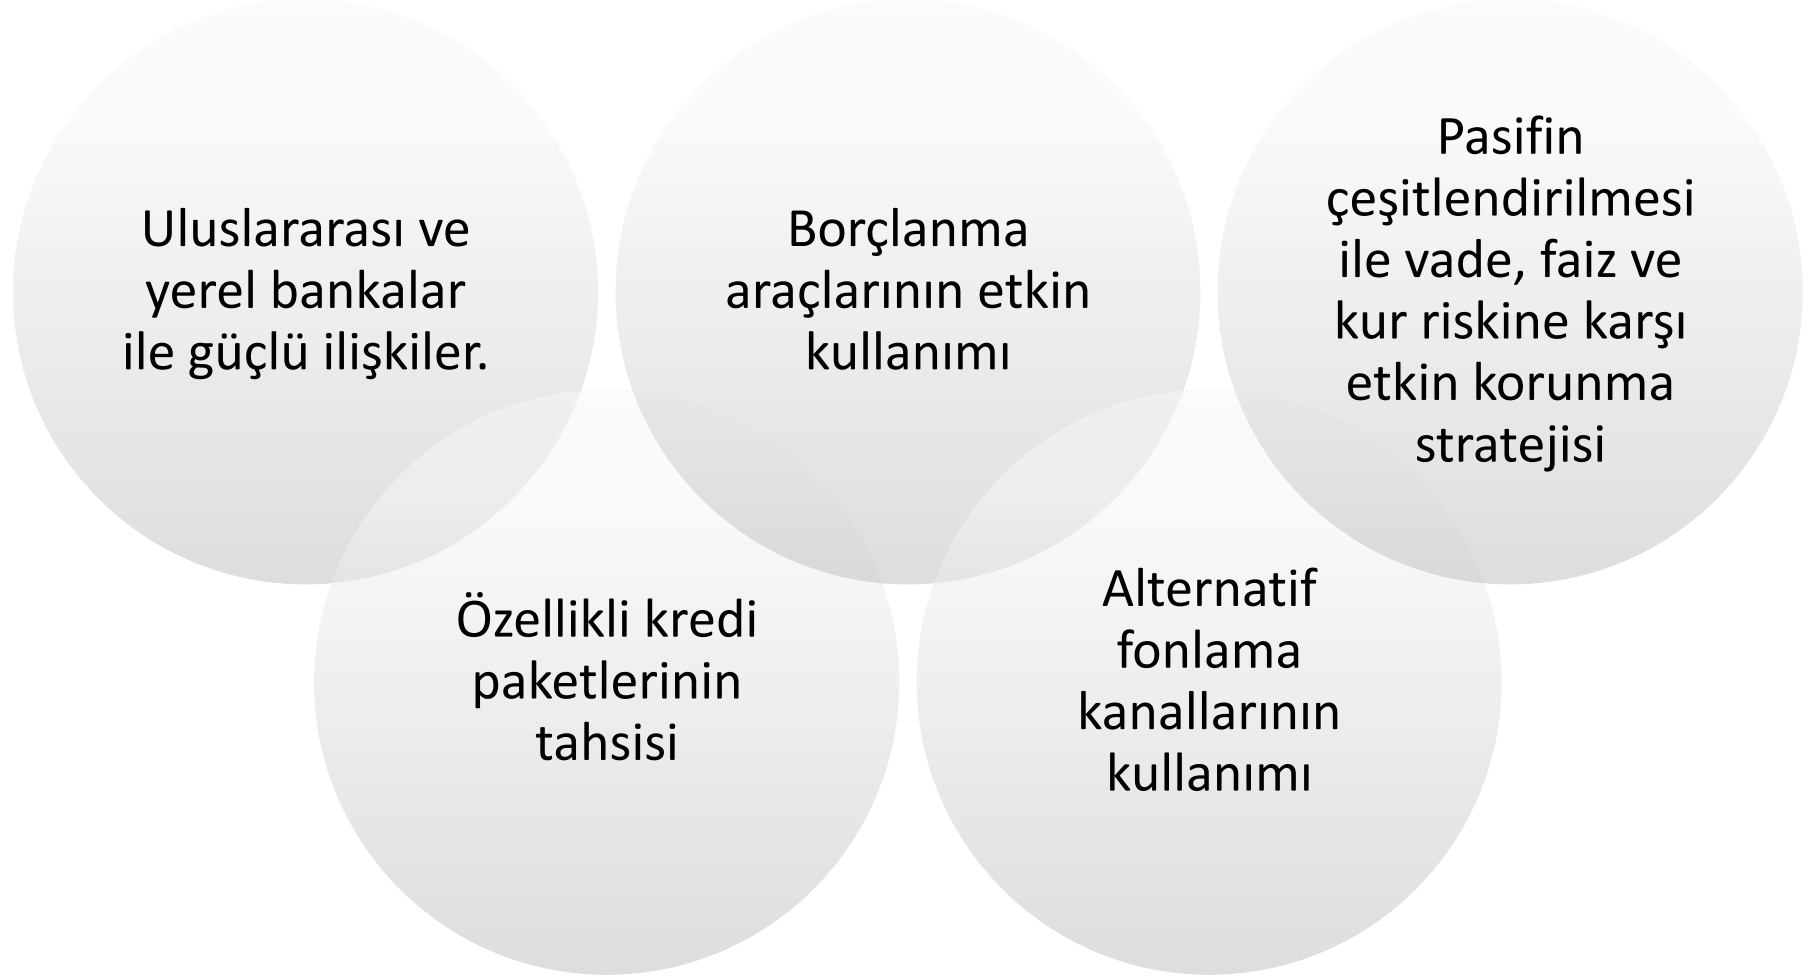 Uluslararası ve
yerel bankalar
ile güçlü ilişkiler.
Özellikli kredi
paketlerinin
tahsisi
Borçlanma
araçlarının etkin
kullanımı
Alternatif
fonlama
kanallarının
kullanımı
Pasifin
çeşitlendirilmesi
ile vade, faiz ve
kur riskine karşı
etkin korunma
stratejisi